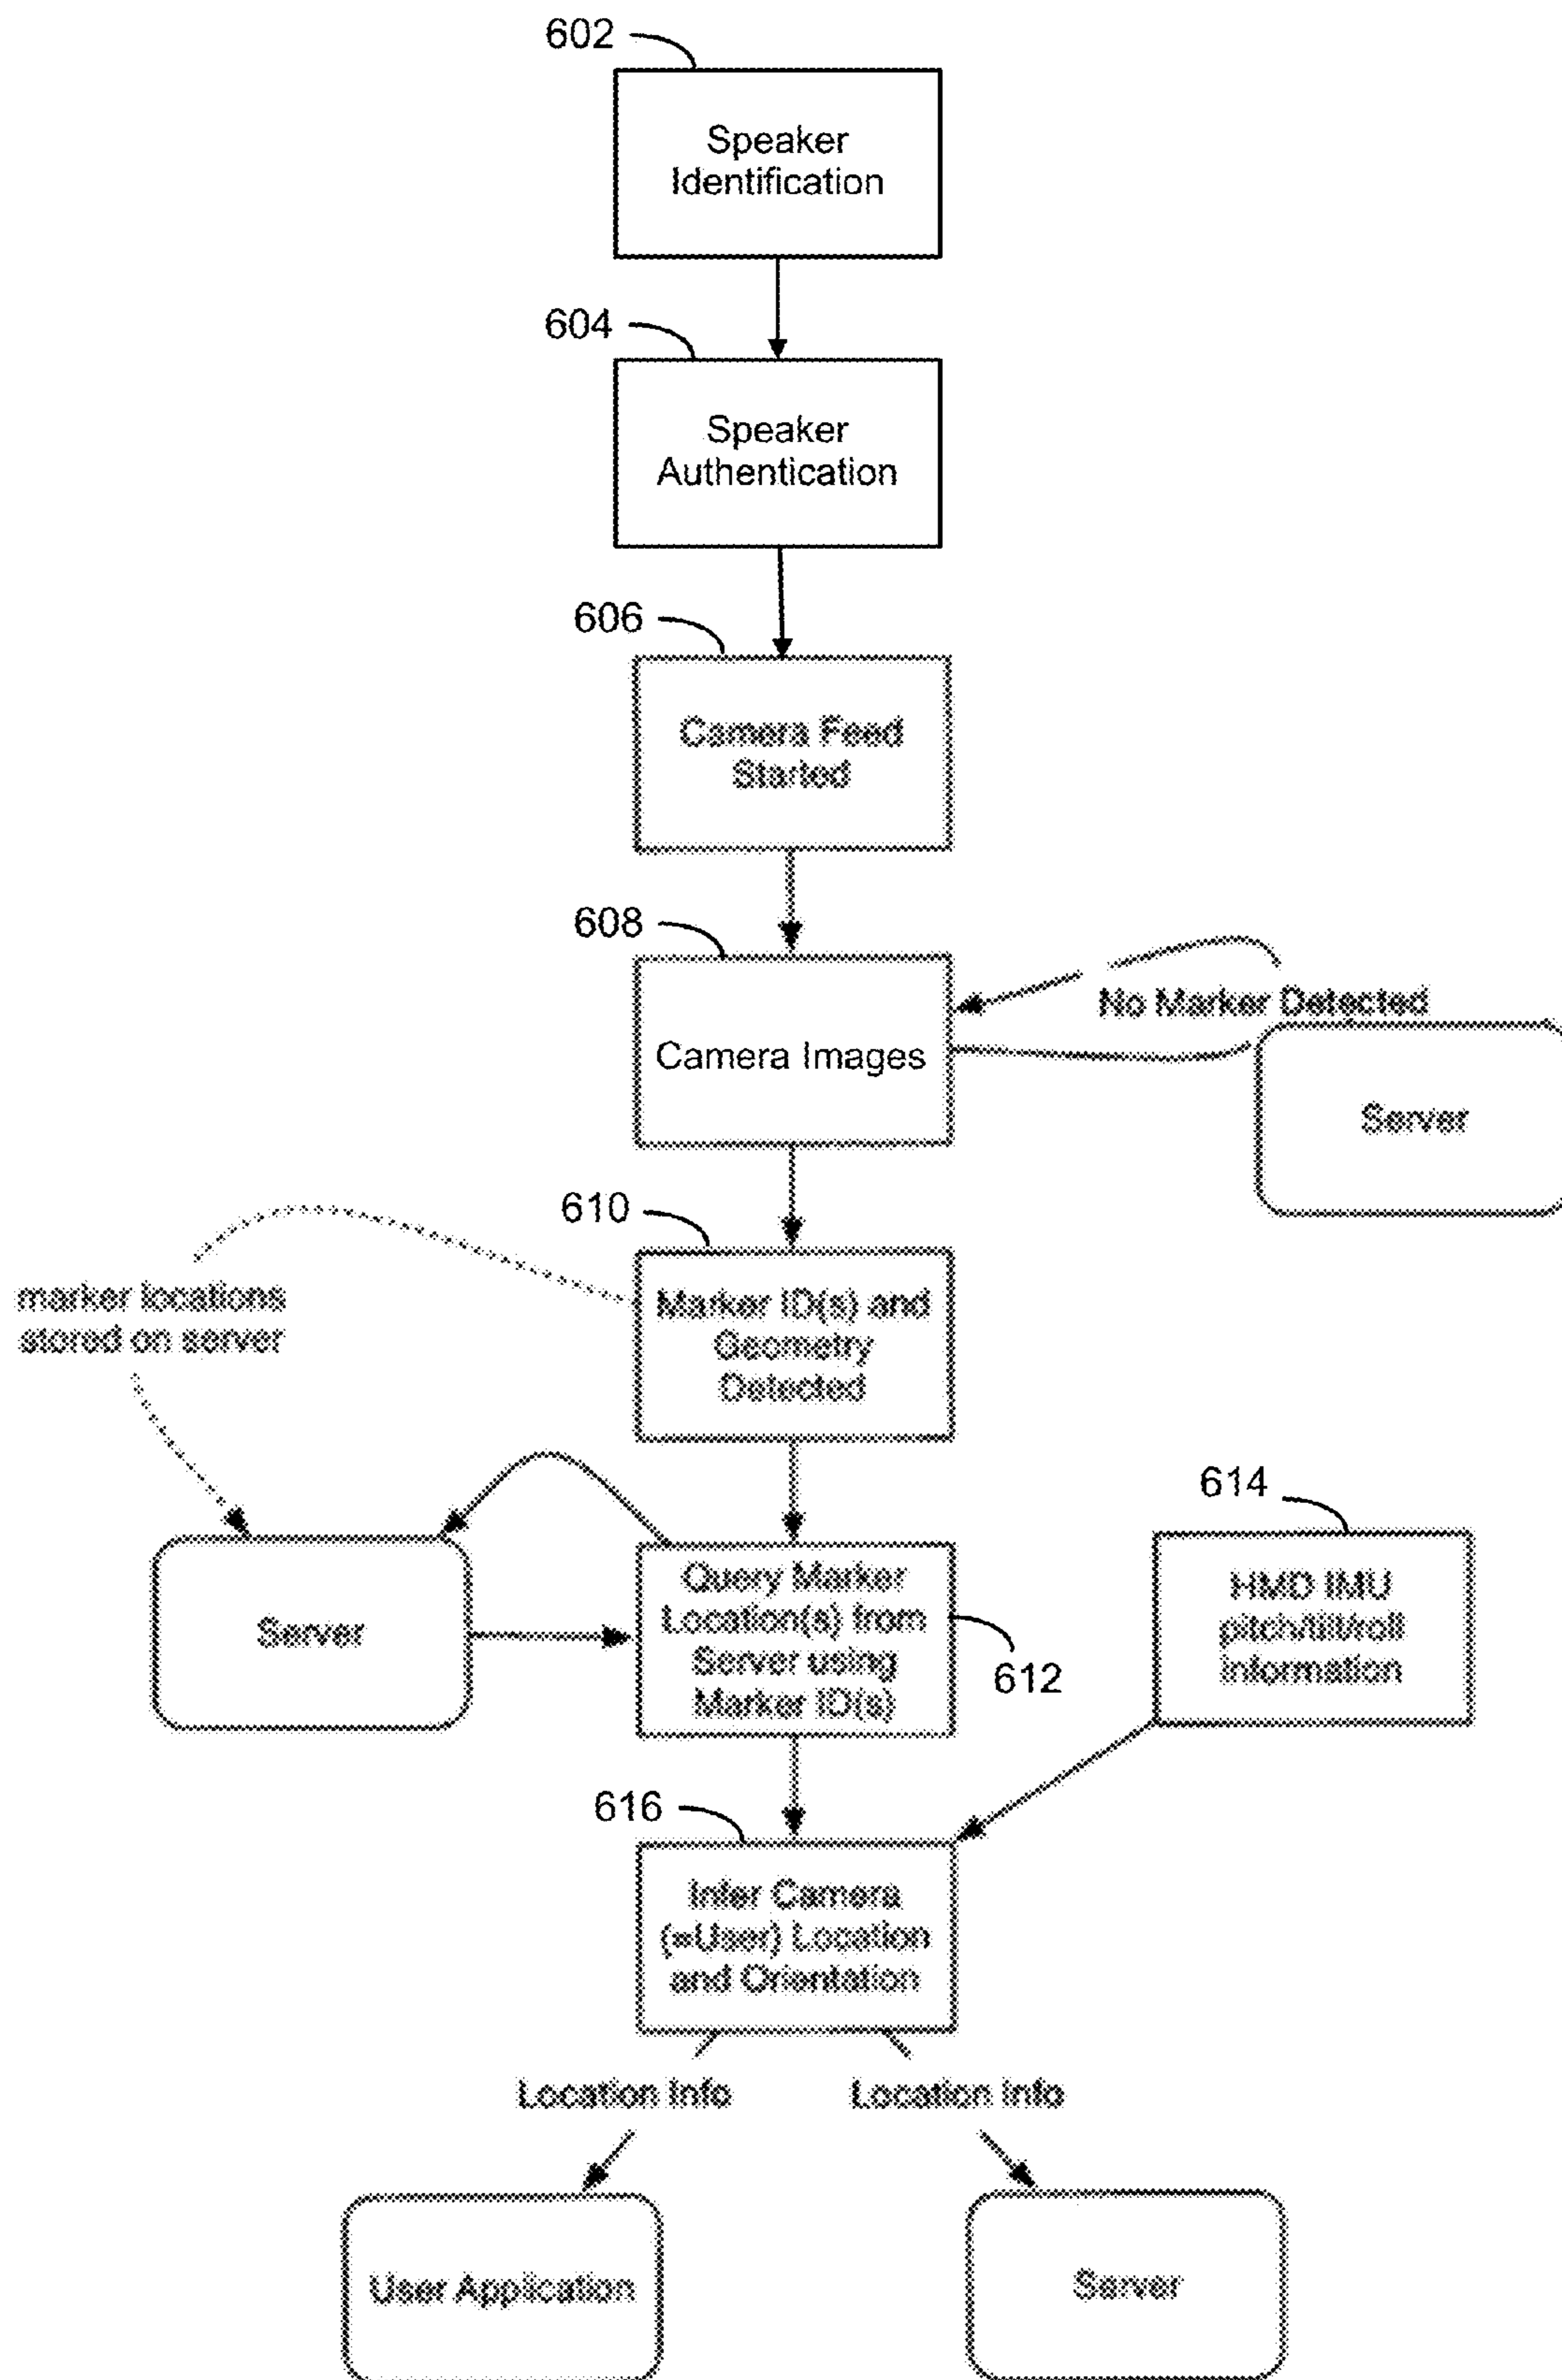 602
Speaker
Identification
604
Speaker
Authentication
606
Camera Feed
Started
608
No Marker Detected
Camera Images
Server
610
marker locations
stored on server
Marker ID(s) and
Geometry
Detected
614
Server
Query Marker
Location(s) from
Server using
Marker ID(s)
612
HMD IMU
pitch/tilt/roll
information
616
Infer Camera
(=User) Location
and Orientation
Location Info
Location Info
User Application
Server